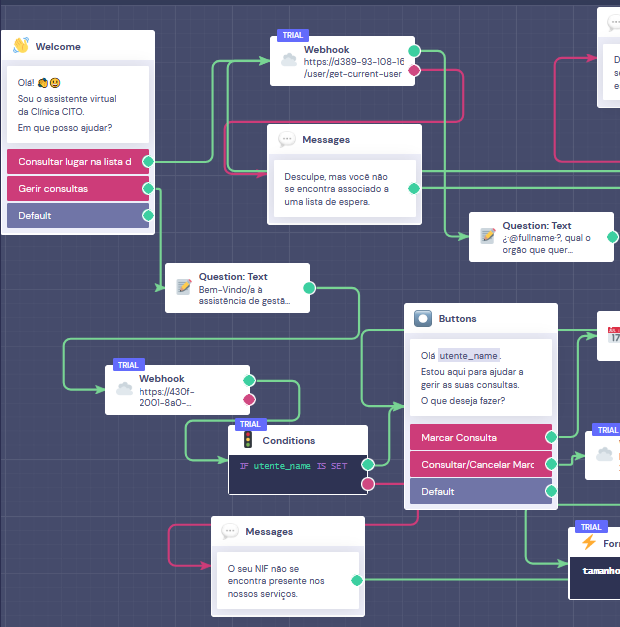 Welcome
Olá!
Sou o assistente virtual
da Clínica CITO.
Em que posso ajudar?
Consultar lugar na lista d
Gerir consultas
Default
TRIAL
Webhook
https://d389-93-108-16
/user/get-current-user
Messages
Desculpe, mas você não
se encontra associado a
uma lista de espera.
Question: Text
¿·@fullname·?, qual o
orgão que quer...
Question: Text
Bem-Vindo/a à
assistência de gestã...
TRIAL
Webhook
https://430f-
2001-8a0-...
TRIAL
Conditions
IF utente_name IS SET
Buttons
Olá utente_name.
Estou aqui para ajudar a
gerir as suas consultas.
O que deseja fazer?
Marcar Consulta
Consultar/Cancelar Marc
Default
TRIAL
Messages
O seu NIF não se
encontra presente nos
nossos serviços.
TRIAL
For
tamanho